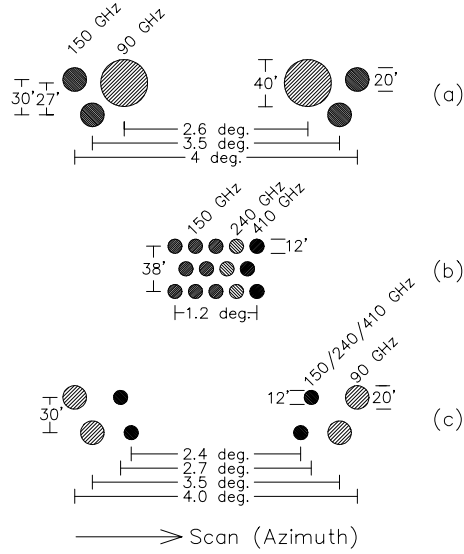 150 GHz
90 GHz
30'
27'
40'
20'
(a)
2.6 deg.
3.5 deg.
4 deg.
150 GHz
240 GHz
410 GHz
12'
38'
(b)
1.2 deg.
150/240/410 GHz
90 GHz
30'
12'
20'
(c)
2.4 deg.
2.7 deg.
3.5 deg.
4.0 deg.
Scan (Azimuth)